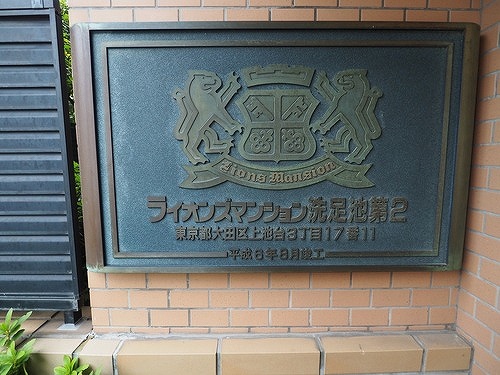 Lions Mansion
ライオンズマンション洗足池第2
東京都大田区上池台3丁目17番11
平成6年8月竣工